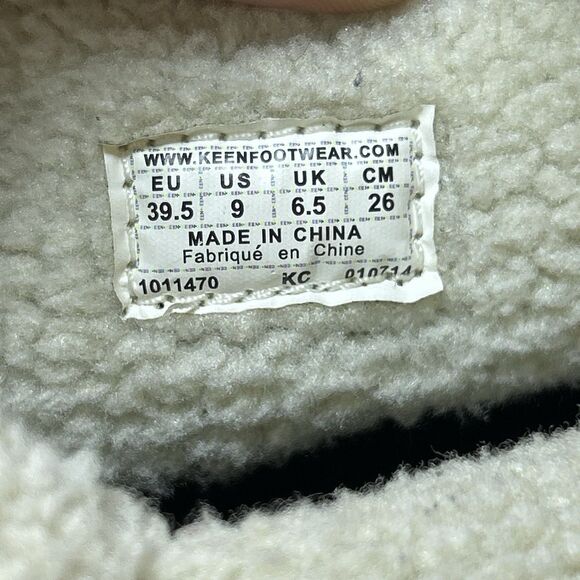 WWW.KEENFOOTWEAR.COM
EU US UK CM
39.5 9 6.5 26
MADE IN CHINA
Fabriqué en Chine
1011470 KC 010714